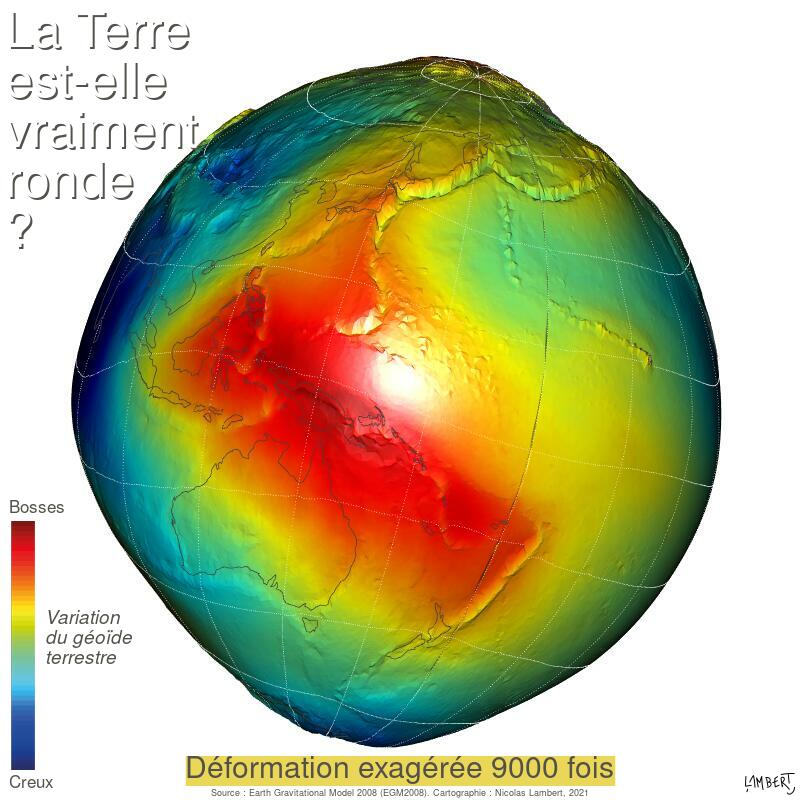 La Terre
est-elle
vraiment
ronde
?
Bosses
Variation
du géoïde
terrestre
Creux
Déformation exagérée 9000 fois
Source : Earth Gravitational Model 2008 (EGM2008). Cartographie : Nicolas Lambert, 2021
LAMBERT